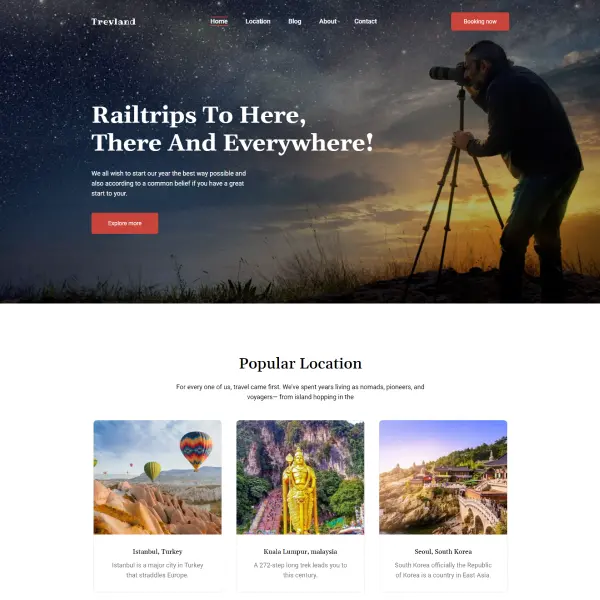 Trevland
Home Location Blog About Contact
Booking now
Railtrips To Here,
There And Everywhere!
We all wish to start our year the best way possible and
also according to a common belief if you have a great
start to your.
Explore more
Popular Location
For every one of us, travel came first. We've spent years living as nomads, pioneers, and
voyagers— from island hopping in the
Istanbul, Turkey
Istanbul is a major city in Turkey
that straddles Europe.
Kuala Lumpur, malaysia
A 272-step long trek leads you to
this century.
Seoul, South Korea
South Korea officially the Republic
of Korea is a country in East Asia.